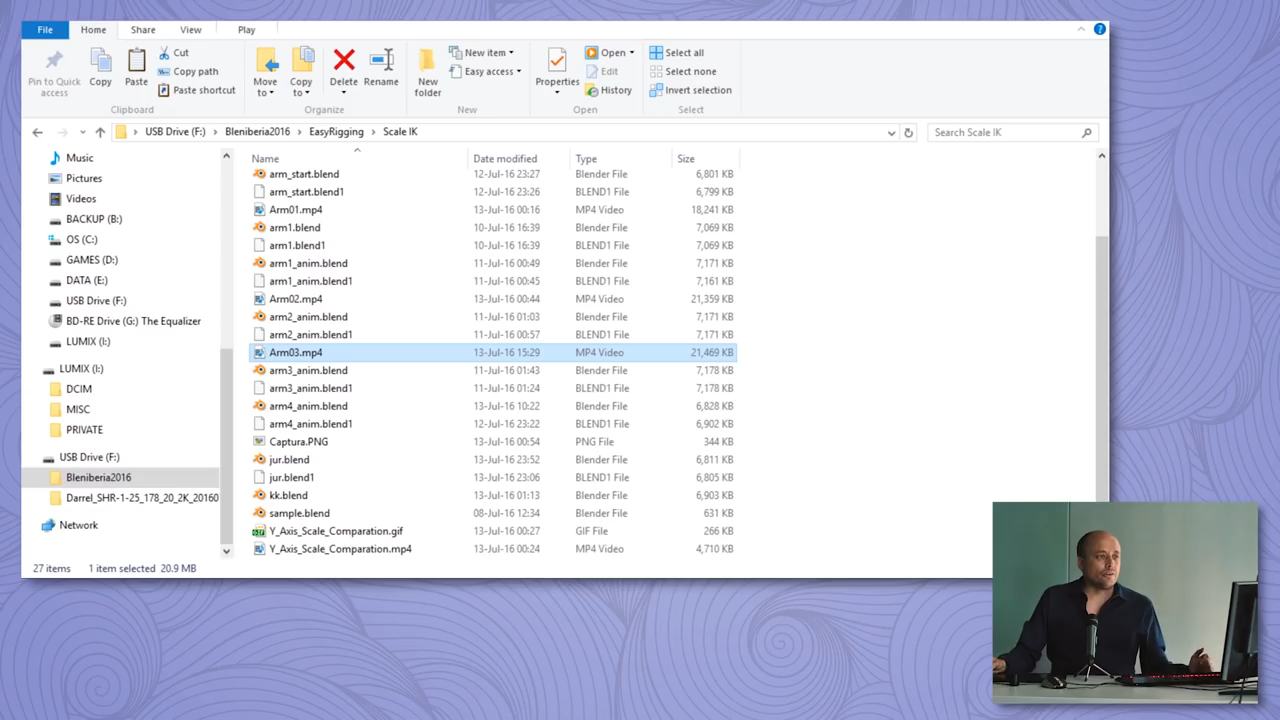 File Home Share View Play
Pin to Quick access
Copy
Paste
Cut
Copy path
Paste shortcut
Clipboard
Move to
Copy to
Delete
Rename
Organize
New folder
New item
Easy access
New
Properties
Open
Edit
History
Open
Select all
Select none
Invert selection
Select
USB Drive (F:) Bleniberia2016 EasyRigging Scale IK
Search Scale IK
Music
Pictures
Videos
BACKUP (B:)
OS (C:)
GAMES (D:)
DATA (E:)
USB Drive (F:)
BD-RE Drive (G:) The Equalizer
LUMIX (I:)
LUMIX (I:)
DCIM
MISC
PRIVATE
USB Drive (F:)
Bleniberia2016
Darrel_SHR-1-25_178_20_2K_20160
Network
Name Date modified Type Size
arm_start.blend 12-Jul-16 23:27 Blender File 6,801 KB
arm_start.blend1 12-Jul-16 23:26 BLEND1 File 6,799 KB
Arm01.mp4 13-Jul-16 00:16 MP4 Video 18,241 KB
arm1.blend 10-Jul-16 16:39 Blender File 7,069 KB
arm1.blend1 10-Jul-16 16:39 BLEND1 File 7,069 KB
arm1_anim.blend 11-Jul-16 00:49 Blender File 7,171 KB
arm1_anim.blend1 11-Jul-16 00:45 BLEND1 File 7,161 KB
Arm02.mp4 13-Jul-16 00:44 MP4 Video 21,359 KB
arm2_anim.blend 11-Jul-16 01:03 Blender File 7,171 KB
arm2_anim.blend1 11-Jul-16 00:57 BLEND1 File 7,171 KB
Arm03.mp4 13-Jul-16 15:29 MP4 Video 21,469 KB
arm3_anim.blend 11-Jul-16 01:43 Blender File 7,178 KB
arm3_anim.blend1 11-Jul-16 01:24 BLEND1 File 7,178 KB
arm4_anim.blend 13-Jul-16 10:22 Blender File 6,828 KB
arm4_anim.blend1 12-Jul-16 23:22 BLEND1 File 6,902 KB
Captura.PNG 13-Jul-16 00:54 PNG File 344 KB
jur.blend 13-Jul-16 23:52 Blender File 6,811 KB
jur.blend1 13-Jul-16 23:06 BLEND1 File 6,805 KB
kk.blend 13-Jul-16 01:13 Blender File 6,903 KB
sample.blend 08-Jul-16 12:34 Blender File 631 KB
Y_Axis_Scale_Comparation.gif 13-Jul-16 00:27 GIF File 266 KB
Y_Axis_Scale_Comparation.mp4 13-Jul-16 00:24 MP4 Video 4,710 KB
27 items 1 item selected 20.9 MB